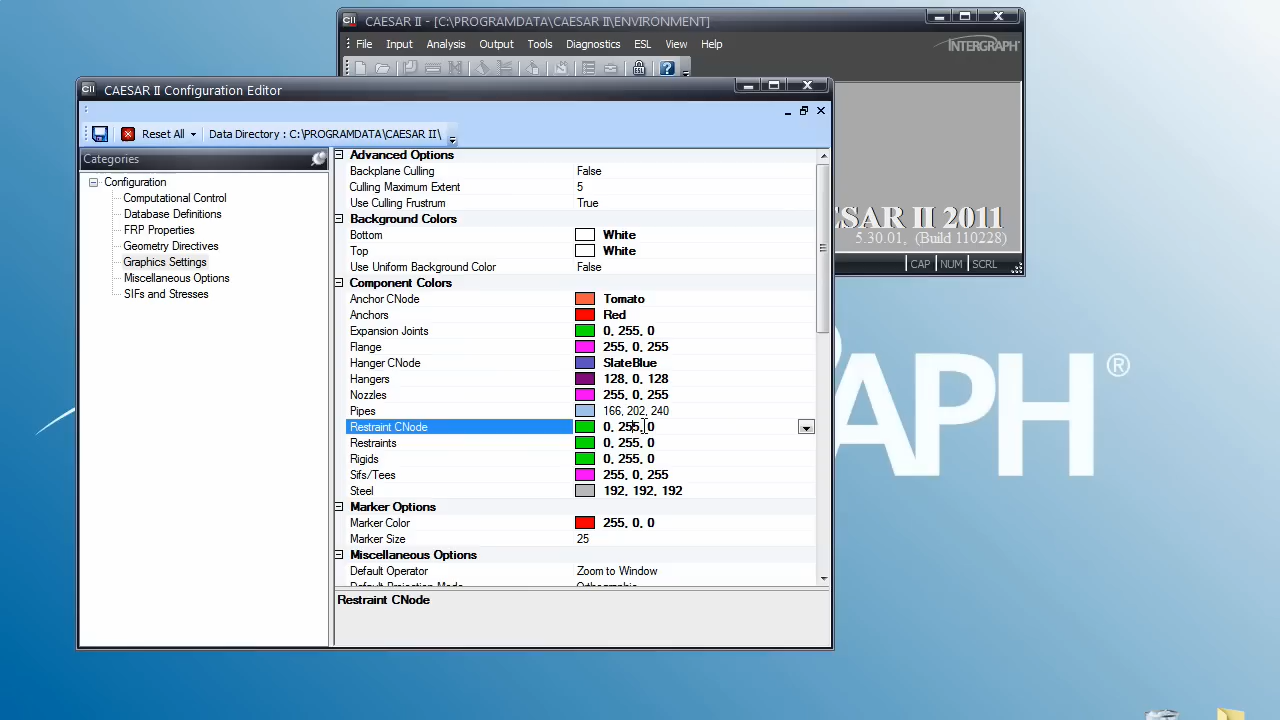 CAESAR II - [C:\PROGRAMDATA\CAESAR II\ENVIRONMENT]
File Input Analysis Output Tools Diagnostics ESL View Help
INTERGRAPH
CAESAR II Configuration Editor
Reset All Data Directory : C:\PROGRAMDATA\CAESAR II\
Categories
Configuration
Computational Control
Database Definitions
FRP Properties
Geometry Directives
Graphics Settings
Miscellaneous Options
SIFs and Stresses
Advanced Options
Backplane Culling False
Culling Maximum Extent 5
Use Culling Frustrum True
Background Colors
Bottom White
Top White
Use Uniform Background Color False
Component Colors
Anchor CNode Tomato
Anchors Red
Expansion Joints 0, 255, 0
Flange 255, 0, 255
Hanger CNode SlateBlue
Hangers 128, 0, 128
Nozzles 255, 0, 255
Pipes 166, 202, 240
Restraint CNode 0, 255, 0
Restraints 0, 255, 0
Rigids 0, 255, 0
Sifs/Tees 255, 0, 255
Steel 192, 192, 192
Marker Options
Marker Color 255, 0, 0
Marker Size 25
Miscellaneous Options
Default Operator Zoom to Window
Default Projection Mode Orthographic
Restraint CNode
ESAR II 2011
5.30.01, (Build 110228)
CAP NUM SCRL
RAPH®